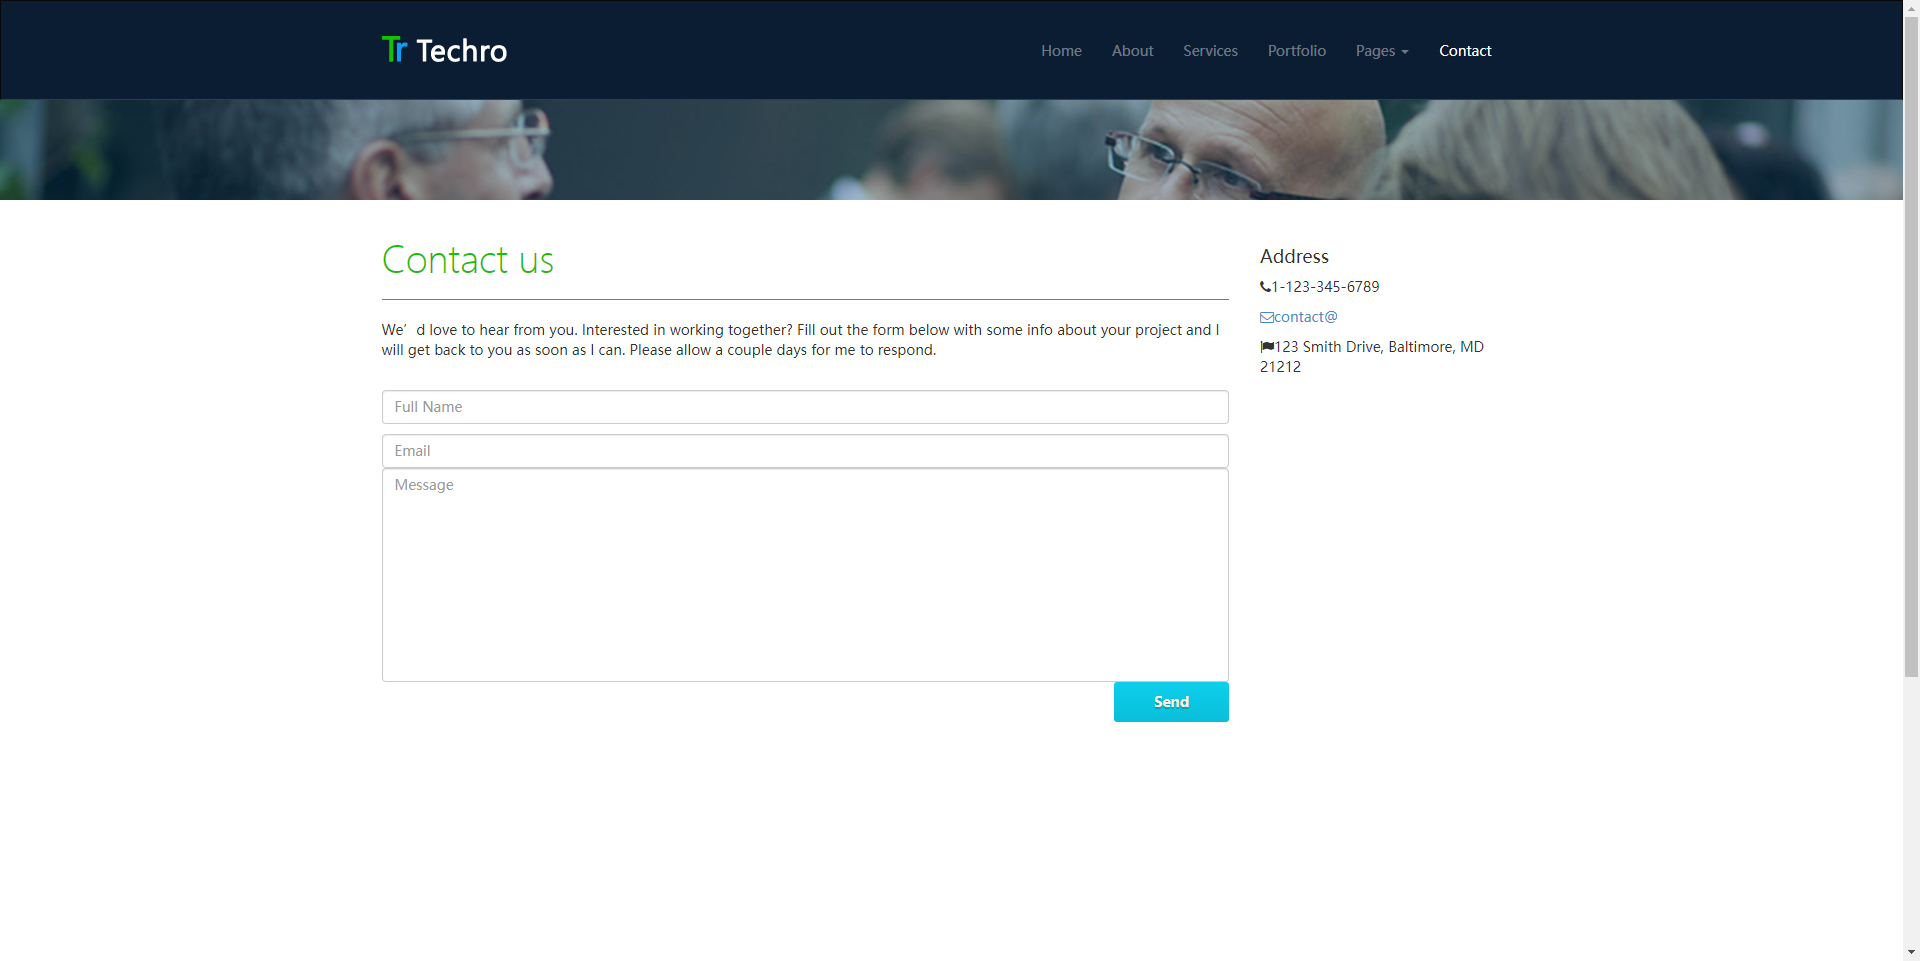 Tr Techro
Home About Services Portfolio Pages Contact
Contact us
We’d love to hear from you. Interested in working together? Fill out the form below with some info about your project and I
will get back to you as soon as I can. Please allow a couple days for me to respond.
Full Name
Email
Message
Send
Address
1-123-345-6789
contact@
123 Smith Drive, Baltimore, MD
21212